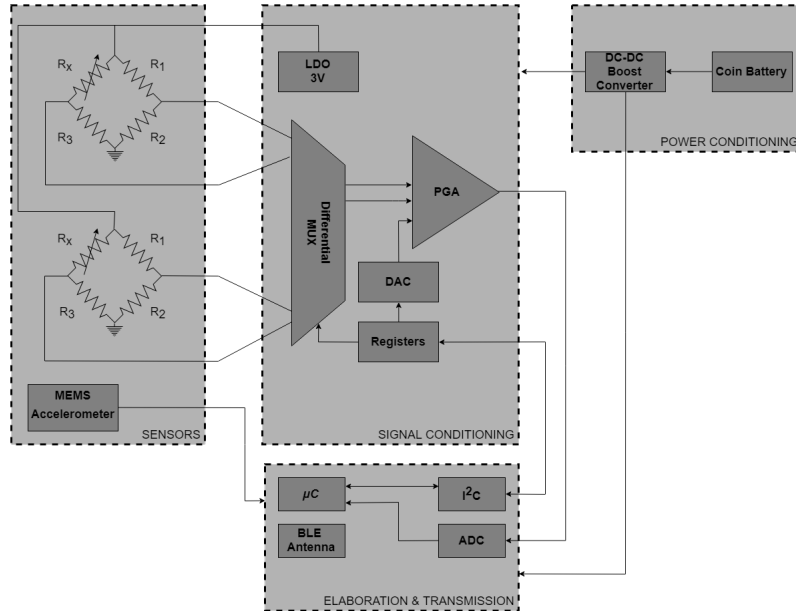 Rₓ
R₁
R₃
R₂
Rₓ
R₁
R₃
R₂
MEMS
Accelerometer
SENSORS
LDO
3V
Differential
MUX
PGA
DAC
Registers
SIGNAL CONDITIONING
DC-DC
Boost
Converter
Coin Battery
POWER CONDITIONING
μC
I²C
BLE
Antenna
ADC
ELABORATION & TRANSMISSION